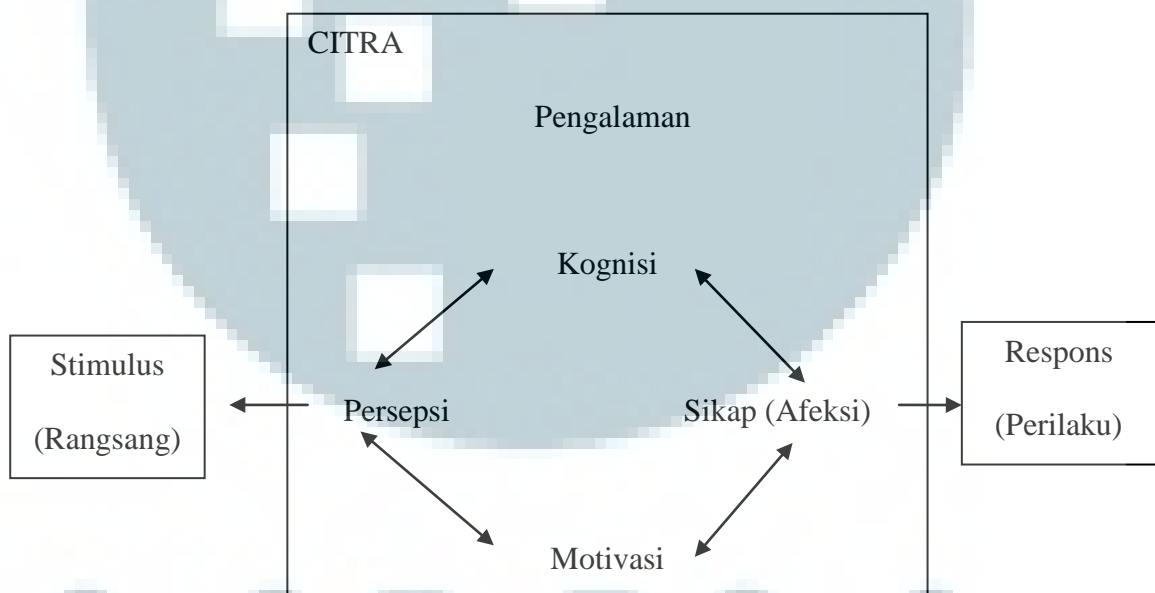 CITRA
Pengalaman
Kognisi
Stimulus
(Rangsang)
Persepsi
Sikap (Afeksi)
Respons
(Perilaku)
Motivasi